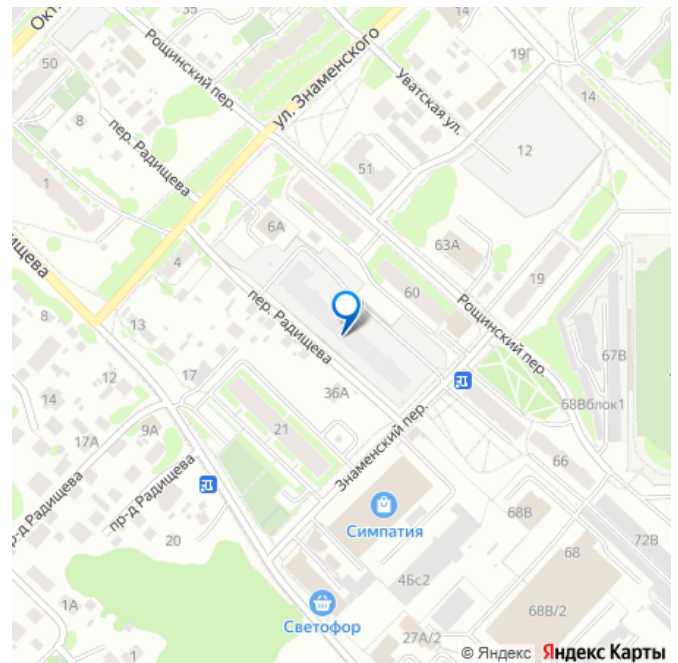 Окт
35
14
Рощинский пер.
19Г
50
ул. Знаменского
Уватская ул.
14
8
12
пер. Радищева
51
1
6А
63А
4
19
ищева
60
пер. Радищева
Рощинский пер.
8
13
67В
17
12
36А
68Вблок1
14
9А
21
17А
Знаменский пер.
66
пр-д Радищева
пр-д Радищева
68В
Симпатия
20
72В
68
4Бс2
1А
68В/2
Светофор
27А/2
1
© Яндекс Яндекс Карты